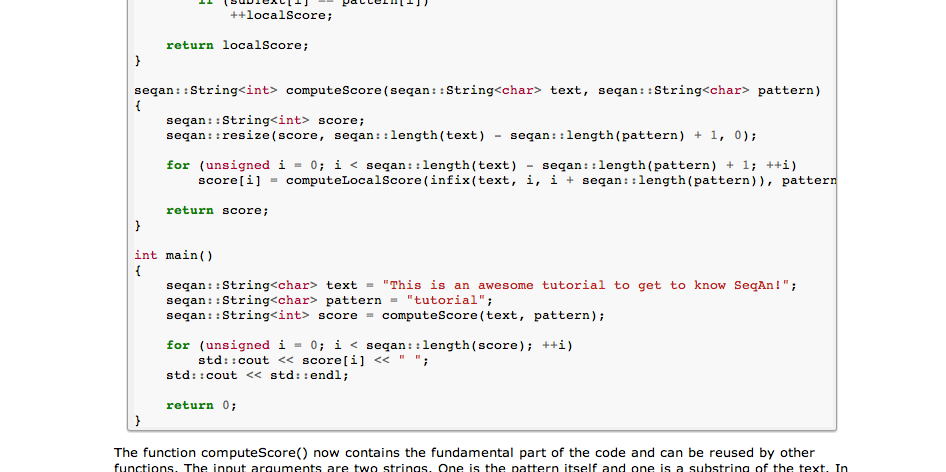 if (subText[i] == pattern[i])
++localScore;
return localScore;
}
seqan::String<int> computeScore(seqan::String<char> text, seqan::String<char> pattern)
{
seqan::String<int> score;
seqan::resize(score, seqan::length(text) - seqan::length(pattern) + 1, 0);
for (unsigned i = 0; i < seqan::length(text) - seqan::length(pattern) + 1; ++i)
score[i] = computeLocalScore(infix(text, i, i + seqan::length(pattern)), pattern
return score;
}
int main()
{
seqan::String<char> text = "This is an awesome tutorial to get to know SeqAn!";
seqan::String<char> pattern = "tutorial";
seqan::String<int> score = computeScore(text, pattern);
for (unsigned i = 0; i < seqan::length(score); ++i)
std::cout << score[i] << " ";
std::cout << std::endl;
return 0;
}
The function computeScore() now contains the fundamental part of the code and can be reused by other
functions. The input arguments are two strings. One is the pattern itself and one is a substring of the text. In